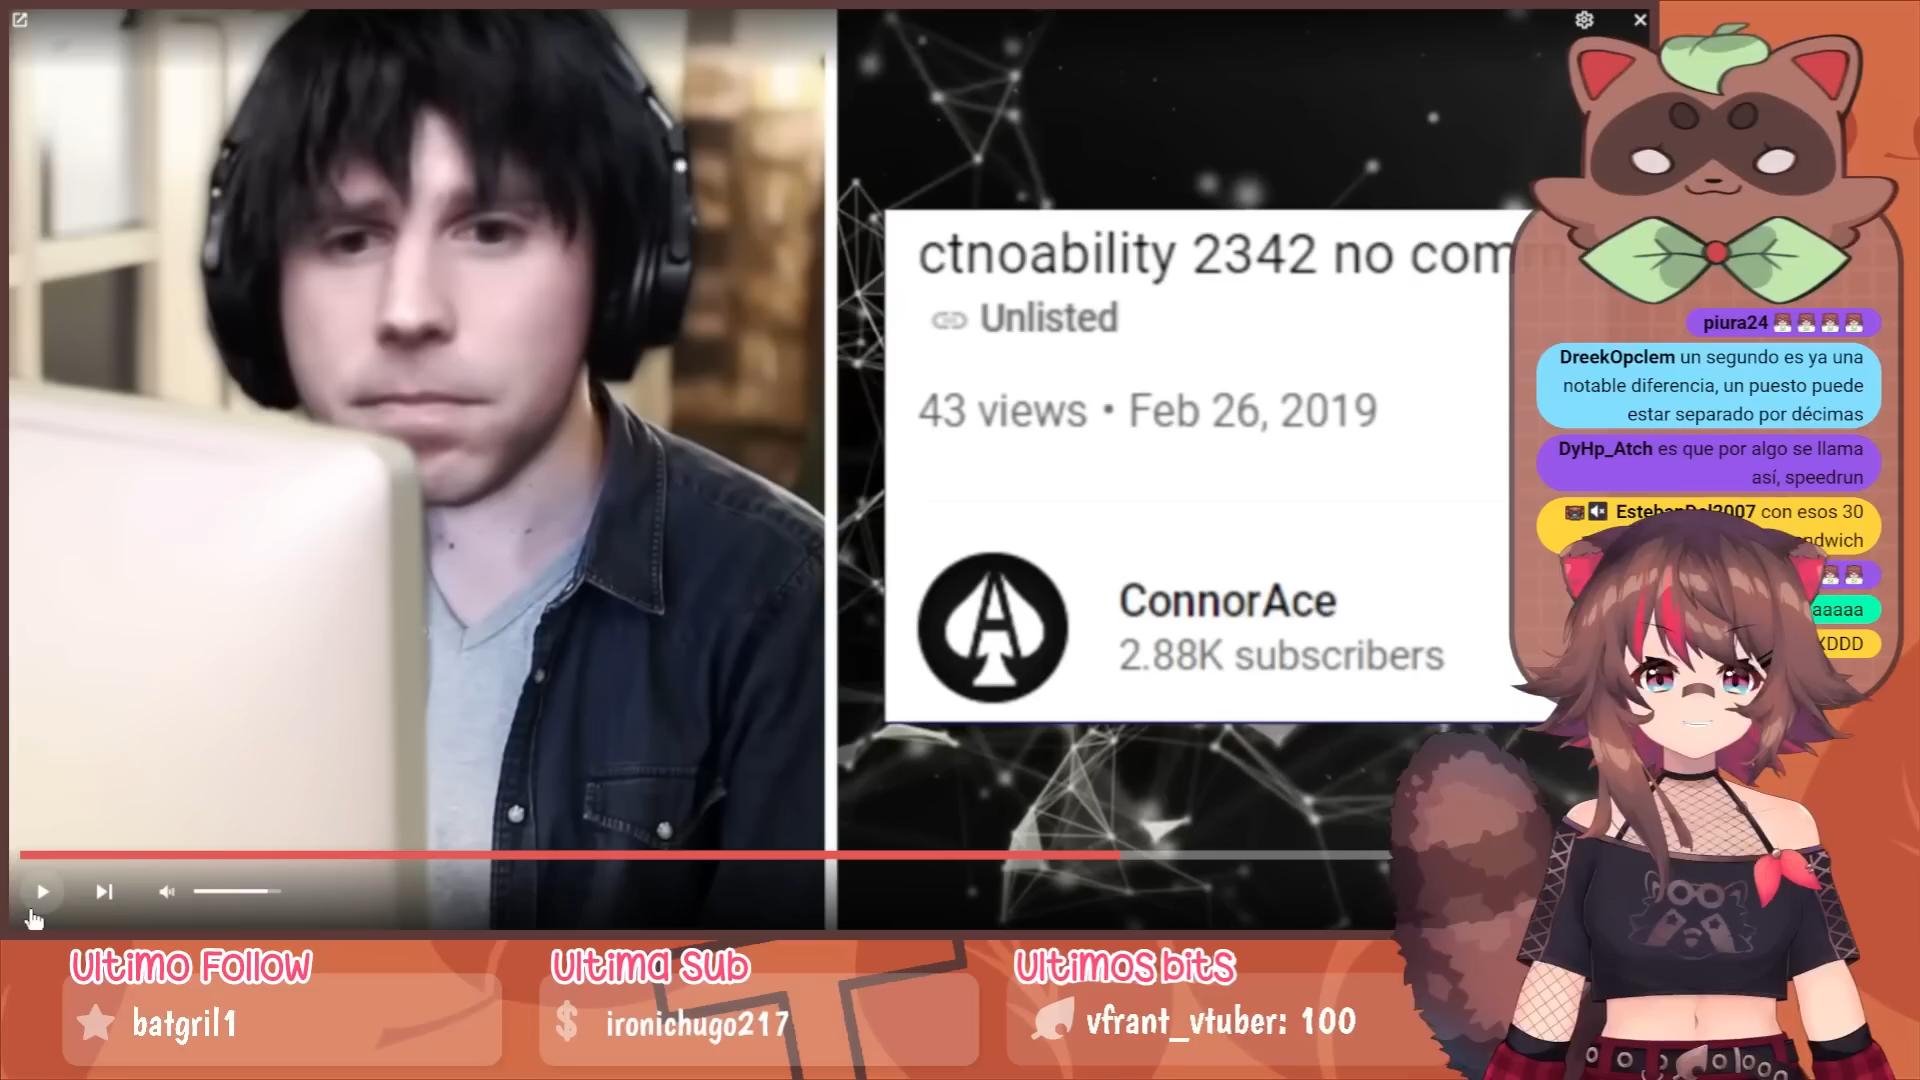 ctnoability 2342 no com
Unlisted
43 views • Feb 26, 2019
ConnorAce
2.88K subscribers
piura24
DreekOpclem un segundo es ya una
notable diferencia, un puesto puede
estar separado por décimas
DyHp_Atch es que por algo se llama
así, speedrun
con esos 30
ndwich
aaaaa
XDDD
Ultimo Follow
batgril1
Ultima Sub
ironichugo217
Ultimos bits
vfrant_vtuber: 100